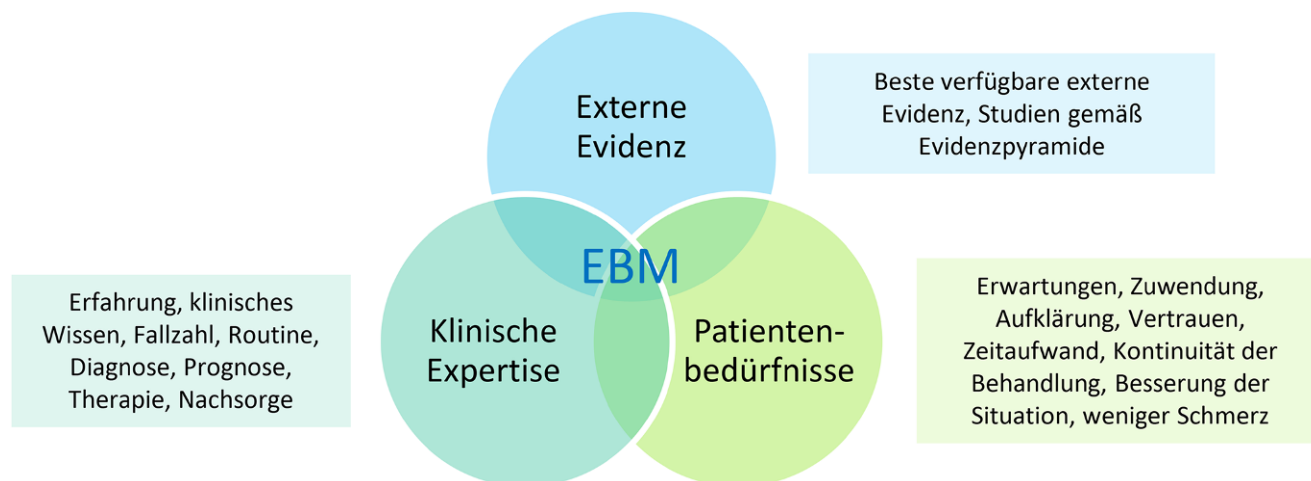 Externe
Evidenz
Beste verfügbare externe
Evidenz, Studien gemäß
Evidenzpyramide
EBM
Erfahrung, klinisches
Wissen, Fallzahl, Routine,
Diagnose, Prognose,
Therapie, Nachsorge
Klinische
Expertise
Patienten-
bedürfnisse
Erwartungen, Zuwendung,
Aufklärung, Vertrauen,
Zeitaufwand, Kontinuität der
Behandlung, Besserung der
Situation, weniger Schmerz